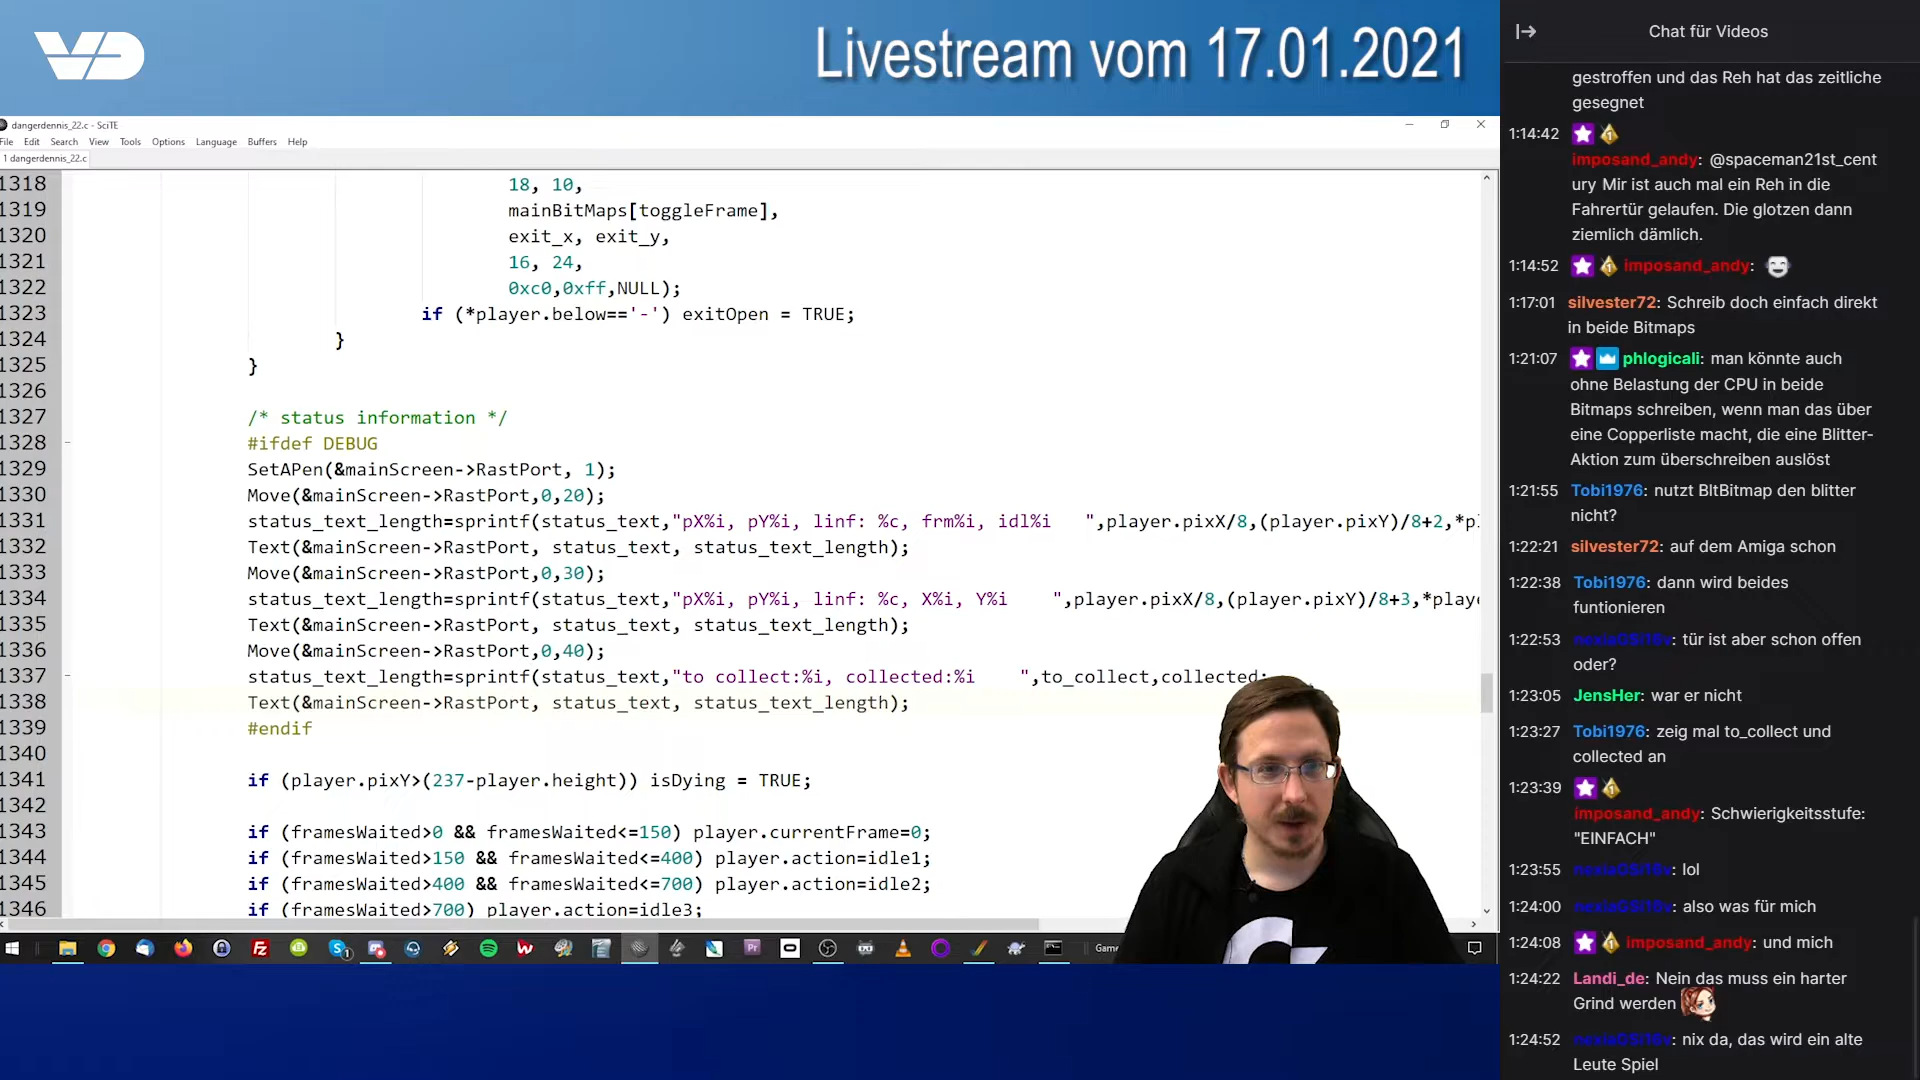 VD
Livestream vom 17.01.2021
dangerdennis_22.c - SciTE
File Edit Search View Tools Options Language Buffers Help
1 dangerdennis_22.c
1318 18, 10,
1319 mainBitMaps[toggleFrame],
1320 exit_x, exit_y,
1321 16, 24,
1322 0xc0,0xff,NULL);
1323 if (*player.below=='-') exitOpen = TRUE;
1324 }
1325 }
1326
1327 /* status information */
1328 #ifdef DEBUG
1329 SetAPen(&mainScreen->RastPort, 1);
1330 Move(&mainScreen->RastPort,0,20);
1331 status_text_length=sprintf(status_text,"pX%i, pY%i, linf: %c, frm%i, idl%i   ",player.pixX/8,(player.pixY)/8+2,*pl
1332 Text(&mainScreen->RastPort, status_text, status_text_length);
1333 Move(&mainScreen->RastPort,0,30);
1334 status_text_length=sprintf(status_text,"pX%i, pY%i, linf: %c, X%i, Y%i    ",player.pixX/8,(player.pixY)/8+3,*playe
1335 Text(&mainScreen->RastPort, status_text, status_text_length);
1336 Move(&mainScreen->RastPort,0,40);
1337 status_text_length=sprintf(status_text,"to collect:%i, collected:%i    ",to_collect,collected;
1338 Text(&mainScreen->RastPort, status_text, status_text_length);
1339 #endif
1340
1341 if (player.pixY>(237-player.height)) isDying = TRUE;
1342
1343 if (framesWaited>0 && framesWaited<=150) player.currentFrame=0;
1344 if (framesWaited>150 && framesWaited<=400) player.action=idle1;
1345 if (framesWaited>400 && framesWaited<=700) player.action=idle2;
1346 if (framesWaited>700) player.action=idle3;
Game
Chat für Videos
gestroffen und das Reh hat das zeitliche
gesegnet
1:14:42
imposand_andy: @spaceman21st_cent
ury Mir ist auch mal ein Reh in die
Fahrertür gelaufen. Die glotzen dann
ziemlich dämlich.
1:14:52 imposand_andy:
1:17:01 silvester72: Schreib doch einfach direkt
in beide Bitmaps
1:21:07 phlogicali: man könnte auch
ohne Belastung der CPU in beide
Bitmaps schreiben, wenn man das über
eine Copperliste macht, die eine Blitter-
Aktion zum überschreiben auslöst
1:21:55 Tobi1976: nutzt BltBitmap den blitter
nicht?
1:22:21 silvester72: auf dem Amiga schon
1:22:38 Tobi1976: dann wird beides
funtionieren
1:22:53 nexiaGSi16v: tür ist aber schon offen
oder?
1:23:05 JensHer: war er nicht
1:23:27 Tobi1976: zeig mal to_collect und
collected an
1:23:39
imposand_andy: Schwierigkeitsstufe:
"EINFACH"
1:23:55 nexiaGSi16v: lol
1:24:00 nexiaGSi16v: also was für mich
1:24:08 imposand_andy: und mich
1:24:22 Landi_de: Nein das muss ein harter
Grind werden
1:24:52 nexiaGSi16v: nix da, das wird ein alte
Leute Spiel